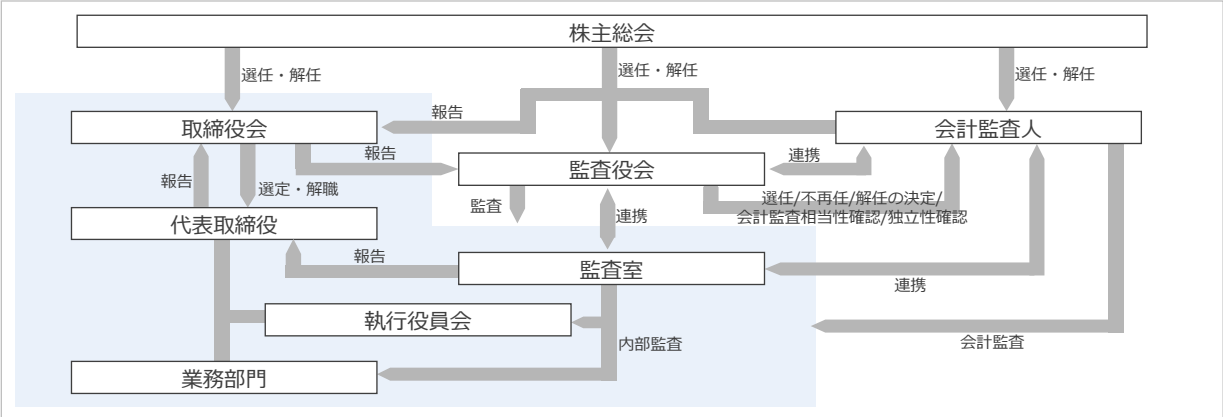 株主総会
選任・解任
選任・解任
選任・解任
報告
取締役会
会計監査人
報告
連携
監査役会
報告
選定・解職
監査
選任/不再任/解任の決定/
会計監査相当性確認/独立性確認
連携
代表取締役
報告
監査室
連携
執行役員会
内部監査
会計監査
業務部門